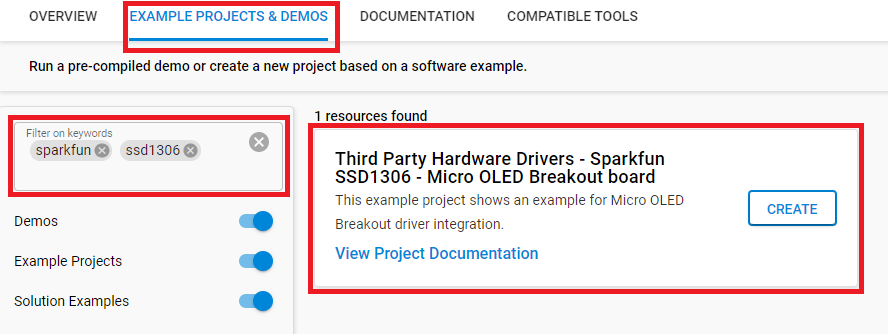 OVERVIEW
EXAMPLE PROJECTS & DEMOS
DOCUMENTATION
COMPATIBLE TOOLS
Run a pre-compiled demo or create a new project based on a software example.
Filter on keywords
sparkfun
ssd1306
Demos
Example Projects
Solution Examples
1 resources found
Third Party Hardware Drivers - Sparkfun
SSD1306 - Micro OLED Breakout board
This example project shows an example for Micro OLED
Breakout driver integration.
View Project Documentation
CREATE